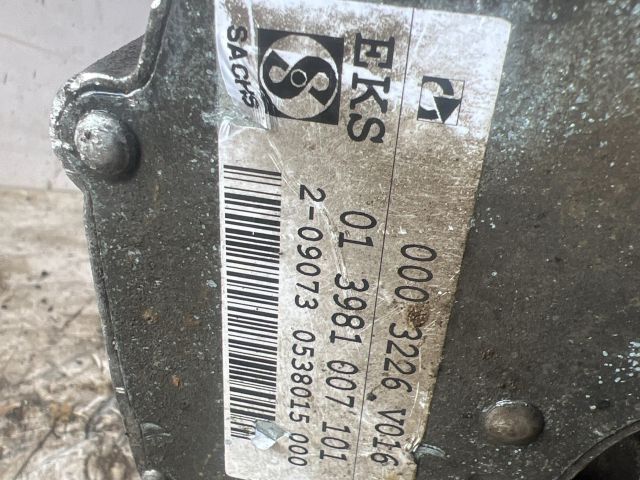 000 3226 V016
EKS
01 3981 007 101
SACHS
2-09073 0538015 000